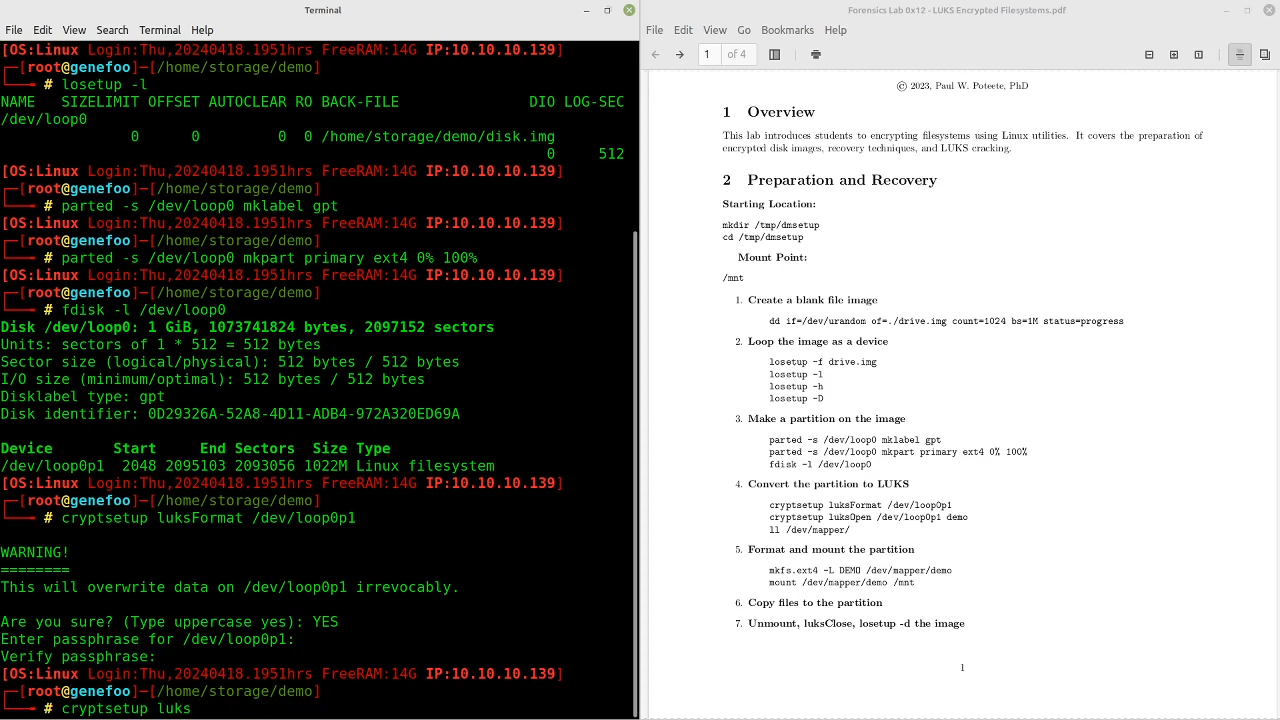 Terminal
File Edit View Search Terminal Help
[OS:Linux Login:Thu,20240418.1951hrs FreeRAM:14G IP:10.10.10.139]
┌─[root@genefoo]─[/home/storage/demo]
└──╼ # losetup -l
NAME SIZELIMIT OFFSET AUTOCLEAR RO BACK-FILE DIO LOG-SEC
/dev/loop0
0 0 0 0 /home/storage/demo/disk.img
0 512
[OS:Linux Login:Thu,20240418.1951hrs FreeRAM:14G IP:10.10.10.139]
┌─[root@genefoo]─[/home/storage/demo]
└──╼ # parted -s /dev/loop0 mklabel gpt
[OS:Linux Login:Thu,20240418.1951hrs FreeRAM:14G IP:10.10.10.139]
┌─[root@genefoo]─[/home/storage/demo]
└──╼ # parted -s /dev/loop0 mkpart primary ext4 0% 100%
[OS:Linux Login:Thu,20240418.1951hrs FreeRAM:14G IP:10.10.10.139]
┌─[root@genefoo]─[/home/storage/demo]
└──╼ # fdisk -l /dev/loop0
Disk /dev/loop0: 1 GiB, 1073741824 bytes, 2097152 sectors
Units: sectors of 1 * 512 = 512 bytes
Sector size (logical/physical): 512 bytes / 512 bytes
I/O size (minimum/optimal): 512 bytes / 512 bytes
Disklabel type: gpt
Disk identifier: 0D29326A-52A8-4D11-ADB4-972A320ED69A
Device Start End Sectors Size Type
/dev/loop0p1 2048 2095103 2093056 1022M Linux filesystem
[OS:Linux Login:Thu,20240418.1951hrs FreeRAM:14G IP:10.10.10.139]
┌─[root@genefoo]─[/home/storage/demo]
└──╼ # cryptsetup luksFormat /dev/loop0p1
WARNING!
========
This will overwrite data on /dev/loop0p1 irrevocably.
Are you sure? (Type uppercase yes): YES
Enter passphrase for /dev/loop0p1:
Verify passphrase:
[OS:Linux Login:Thu,20240418.1951hrs FreeRAM:14G IP:10.10.10.139]
┌─[root@genefoo]─[/home/storage/demo]
└──╼ # cryptsetup luks
Forensics Lab 0x12 - LUKS Encrypted Filesystems.pdf
File Edit View Go Bookmarks Help
1 of 4
© 2023, Paul W. Poteete, PhD
1 Overview
This lab introduces students to encrypting filesystems using Linux utilities. It covers the preparation of
encrypted disk images, recovery techniques, and LUKS cracking.
2 Preparation and Recovery
Starting Location:
mkdir /tmp/dmsetup
cd /tmp/dmsetup
Mount Point:
/mnt
1. Create a blank file image
dd if=/dev/urandom of=./drive.img count=1024 bs=1M status=progress
2. Loop the image as a device
losetup -f drive.img
losetup -l
losetup -h
losetup -D
3. Make a partition on the image
parted -s /dev/loop0 mklabel gpt
parted -s /dev/loop0 mkpart primary ext4 0% 100%
fdisk -l /dev/loop0
4. Convert the partition to LUKS
cryptsetup luksFormat /dev/loop0p1
cryptsetup luksOpen /dev/loop0p1 demo
ll /dev/mapper/
5. Format and mount the partition
mkfs.ext4 -L DEMO /dev/mapper/demo
mount /dev/mapper/demo /mnt
6. Copy files to the partition
7. Unmount, luksClose, losetup -d the image
1